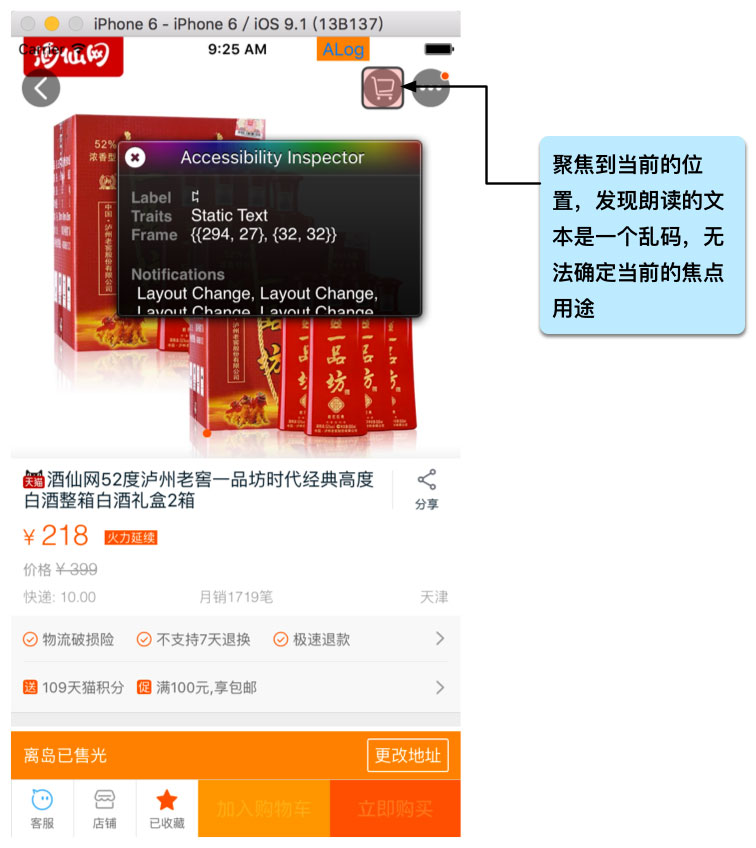 iPhone 6 - iPhone 6 / iOS 9.1 (13B137)
Carrier
9:25 AM
ALog
酒仙网
52%
浓香型
Accessibility Inspector
Label
Traits Static Text
Frame {{294, 27}, {32, 32}}
Notifications
Layout Change, Layout Change,
Layout Change, Layout Change
聚焦到当前的位
置，发现朗读的文
本是一个乱码，无
法确定当前的焦点
用途
一品坊
天猫 酒仙网52度泸州老窖一品坊时代经典高度
白酒整箱白酒礼盒2箱
分享
¥ 218 火力延续
价格 ¥ 399
快递: 10.00 月销1719笔 天津
物流破损险 不支持7天退换 极速退款
送 109天猫积分 促 满100元,享包邮
离岛已售光 更改地址
客服 店铺 已收藏 加入购物车 立即购买